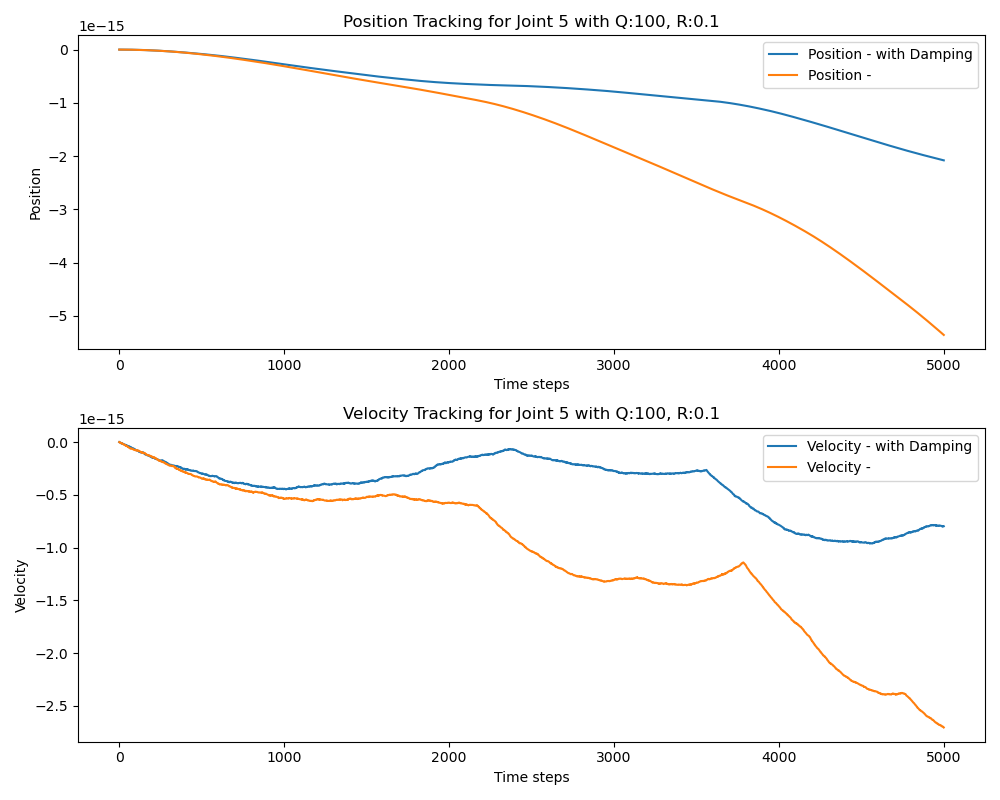 Position Tracking for Joint 5 with Q:100, R:0.1
1e−15
Position - with Damping
Position -
0
−1
−2
−3
−4
−5
Position
0 1000 2000 3000 4000 5000
Time steps
Velocity Tracking for Joint 5 with Q:100, R:0.1
1e−15
Velocity - with Damping
Velocity -
0.0
−0.5
−1.0
−1.5
−2.0
−2.5
Velocity
0 1000 2000 3000 4000 5000
Time steps